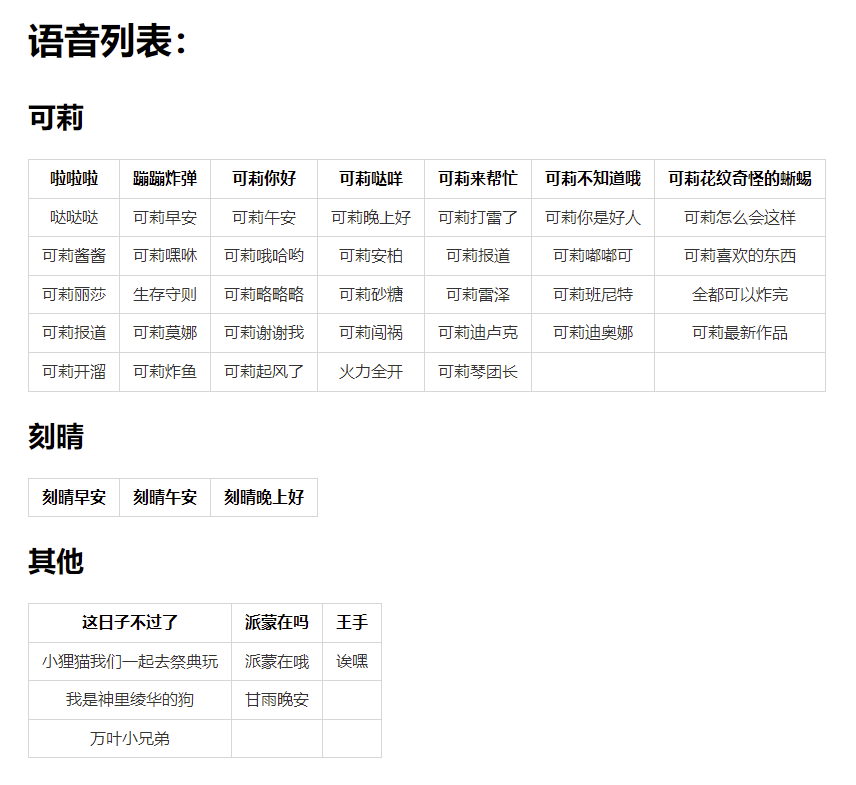 语音列表：
可莉
啦啦啦 蹦蹦炸弹 可莉你好 可莉哒咩 可莉来帮忙 可莉不知道哦 可莉花纹奇怪的蜥蜴
哒哒哒 可莉早安 可莉午安 可莉晚上好 可莉打雷了 可莉你是好人 可莉怎么会这样
可莉酱酱 可莉嘿咻 可莉哦哈哟 可莉安柏 可莉报道 可莉嘟嘟可 可莉喜欢的东西
可莉丽莎 生存守则 可莉略略略 可莉砂糖 可莉雷泽 可莉班尼特 全都可以炸完
可莉报道 可莉莫娜 可莉谢谢我 可莉闯祸 可莉迪卢克 可莉迪奥娜 可莉最新作品
可莉开溜 可莉炸鱼 可莉起风了 火力全开 可莉琴团长
刻晴
刻晴早安 刻晴午安 刻晴晚上好
其他
这日子不过了 派蒙在吗 王手
小狸猫我们一起去祭典玩 派蒙在哦 诶嘿
我是神里绫华的狗 甘雨晚安
万叶小兄弟